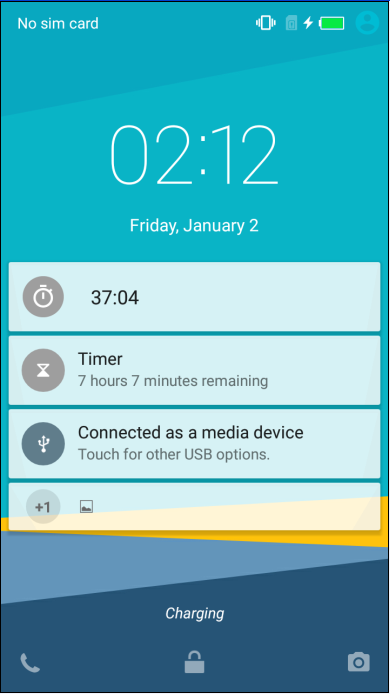 No sim card
02:12
Friday, January 2
37:04
Timer
7 hours 7 minutes remaining
Connected as a media device
Touch for other USB options.
+1
Charging